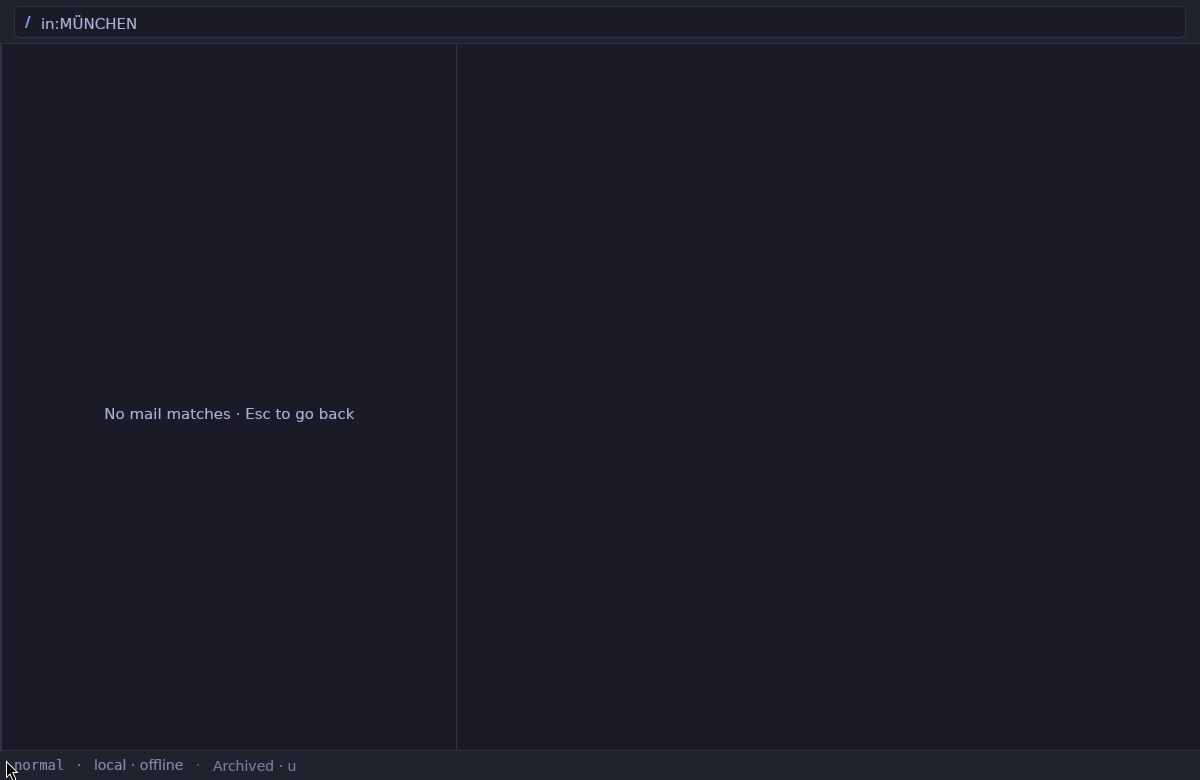 / in:MÜNCHEN
No mail matches · Esc to go back
normal · local · offline · Archived · u